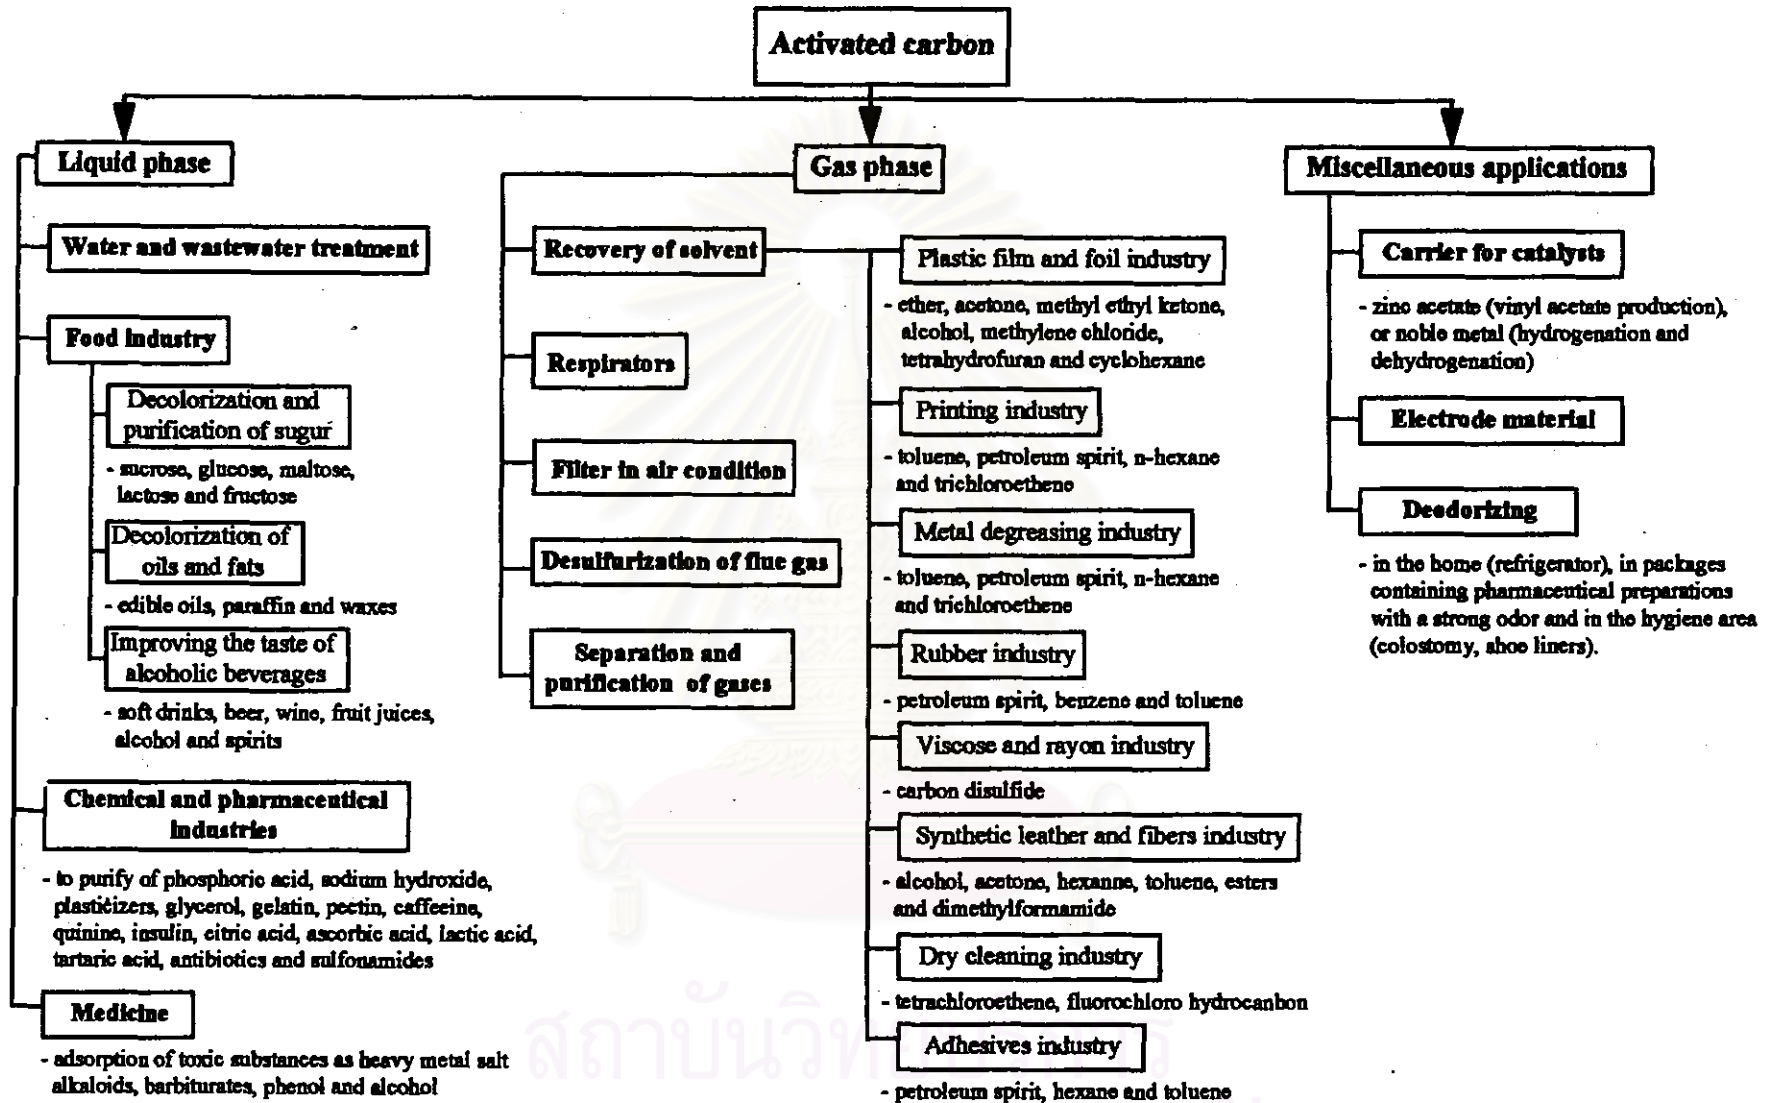 Activated carbon
Liquid phase
Water and wastewater treatment
Food industry
Decolorization and
purification of sugur
- sucrose, glucose, maltose,
lactose and fructose
Decolorization of
oils and fats
- edible oils, paraffin and waxes
Improving the taste of
alcoholic beverages
- soft drinks, beer, wine, fruit juices,
alcohol and spirits
Chemical and pharmaceutical
industries
- to purify of phosphoric acid, sodium hydroxide,
plasticizers, glycerol, gelatin, pectin, caffeeine,
quinine, insulin, citric acid, ascorbic acid, lactic acid,
tartaric acid, antibiotics and sulfonamides
Medicine
- adsorption of toxic substances as heavy metal salt
alkaloids, barbiturates, phenol and alcohol
Gas phase
Recovery of solvent
Respirators
Filter in air condition
Desulfurization of flue gas
Separation and
purification of gases
Plastic film and foil industry
- ether, acetone, methyl ethyl ketone,
alcohol, methylene chloride,
tetrahydrofuran and cyclohexane
Printing industry
- toluene, petroleum spirit, n-hexane
and trichloroethene
Metal degreasing industry
- toluene, petroleum spirit, n-hexane
and trichloroethene
Rubber industry
- petroleum spirit, benzene and toluene
Viscose and rayon industry
- carbon disulfide
Synthetic leather and fibers industry
- alcohol, acetone, hexanne, toluene, esters
and dimethylformamide
Dry cleaning industry
- tetrachloroethene, fluorochloro hydrocanbon
Adhesives industry
- petroleum spirit, hexane and toluene
Miscellaneous applications
Carrier for catalysts
- zinc acetate (vinyl acetate production),
or noble metal (hydrogenation and
dehydrogenation)
Electrode material
Deodorizing
- in the home (refrigerator), in packages
containing pharmaceutical preparations
with a strong odor and in the hygiene area
(colostomy, shoe liners).